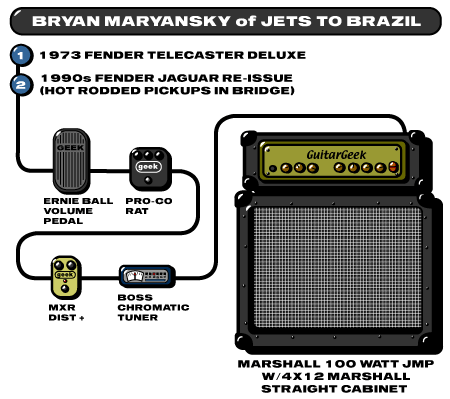 BRYAN MARYANSKY of JETS TO BRAZIL
1 1973 FENDER TELECASTER DELUXE
2 1990s FENDER JAGUAR RE-ISSUE
(HOT RODDED PICKUPS IN BRIDGE)
GEEK
geek
GuitarGeek
ERNIE BALL
VOLUME
PEDAL
PRO-CO
RAT
geek
MXR
DIST +
BOSS
CHROMATIC
TUNER
MARSHALL 100 WATT JMP
W/4X12 MARSHALL
STRAIGHT CABINET